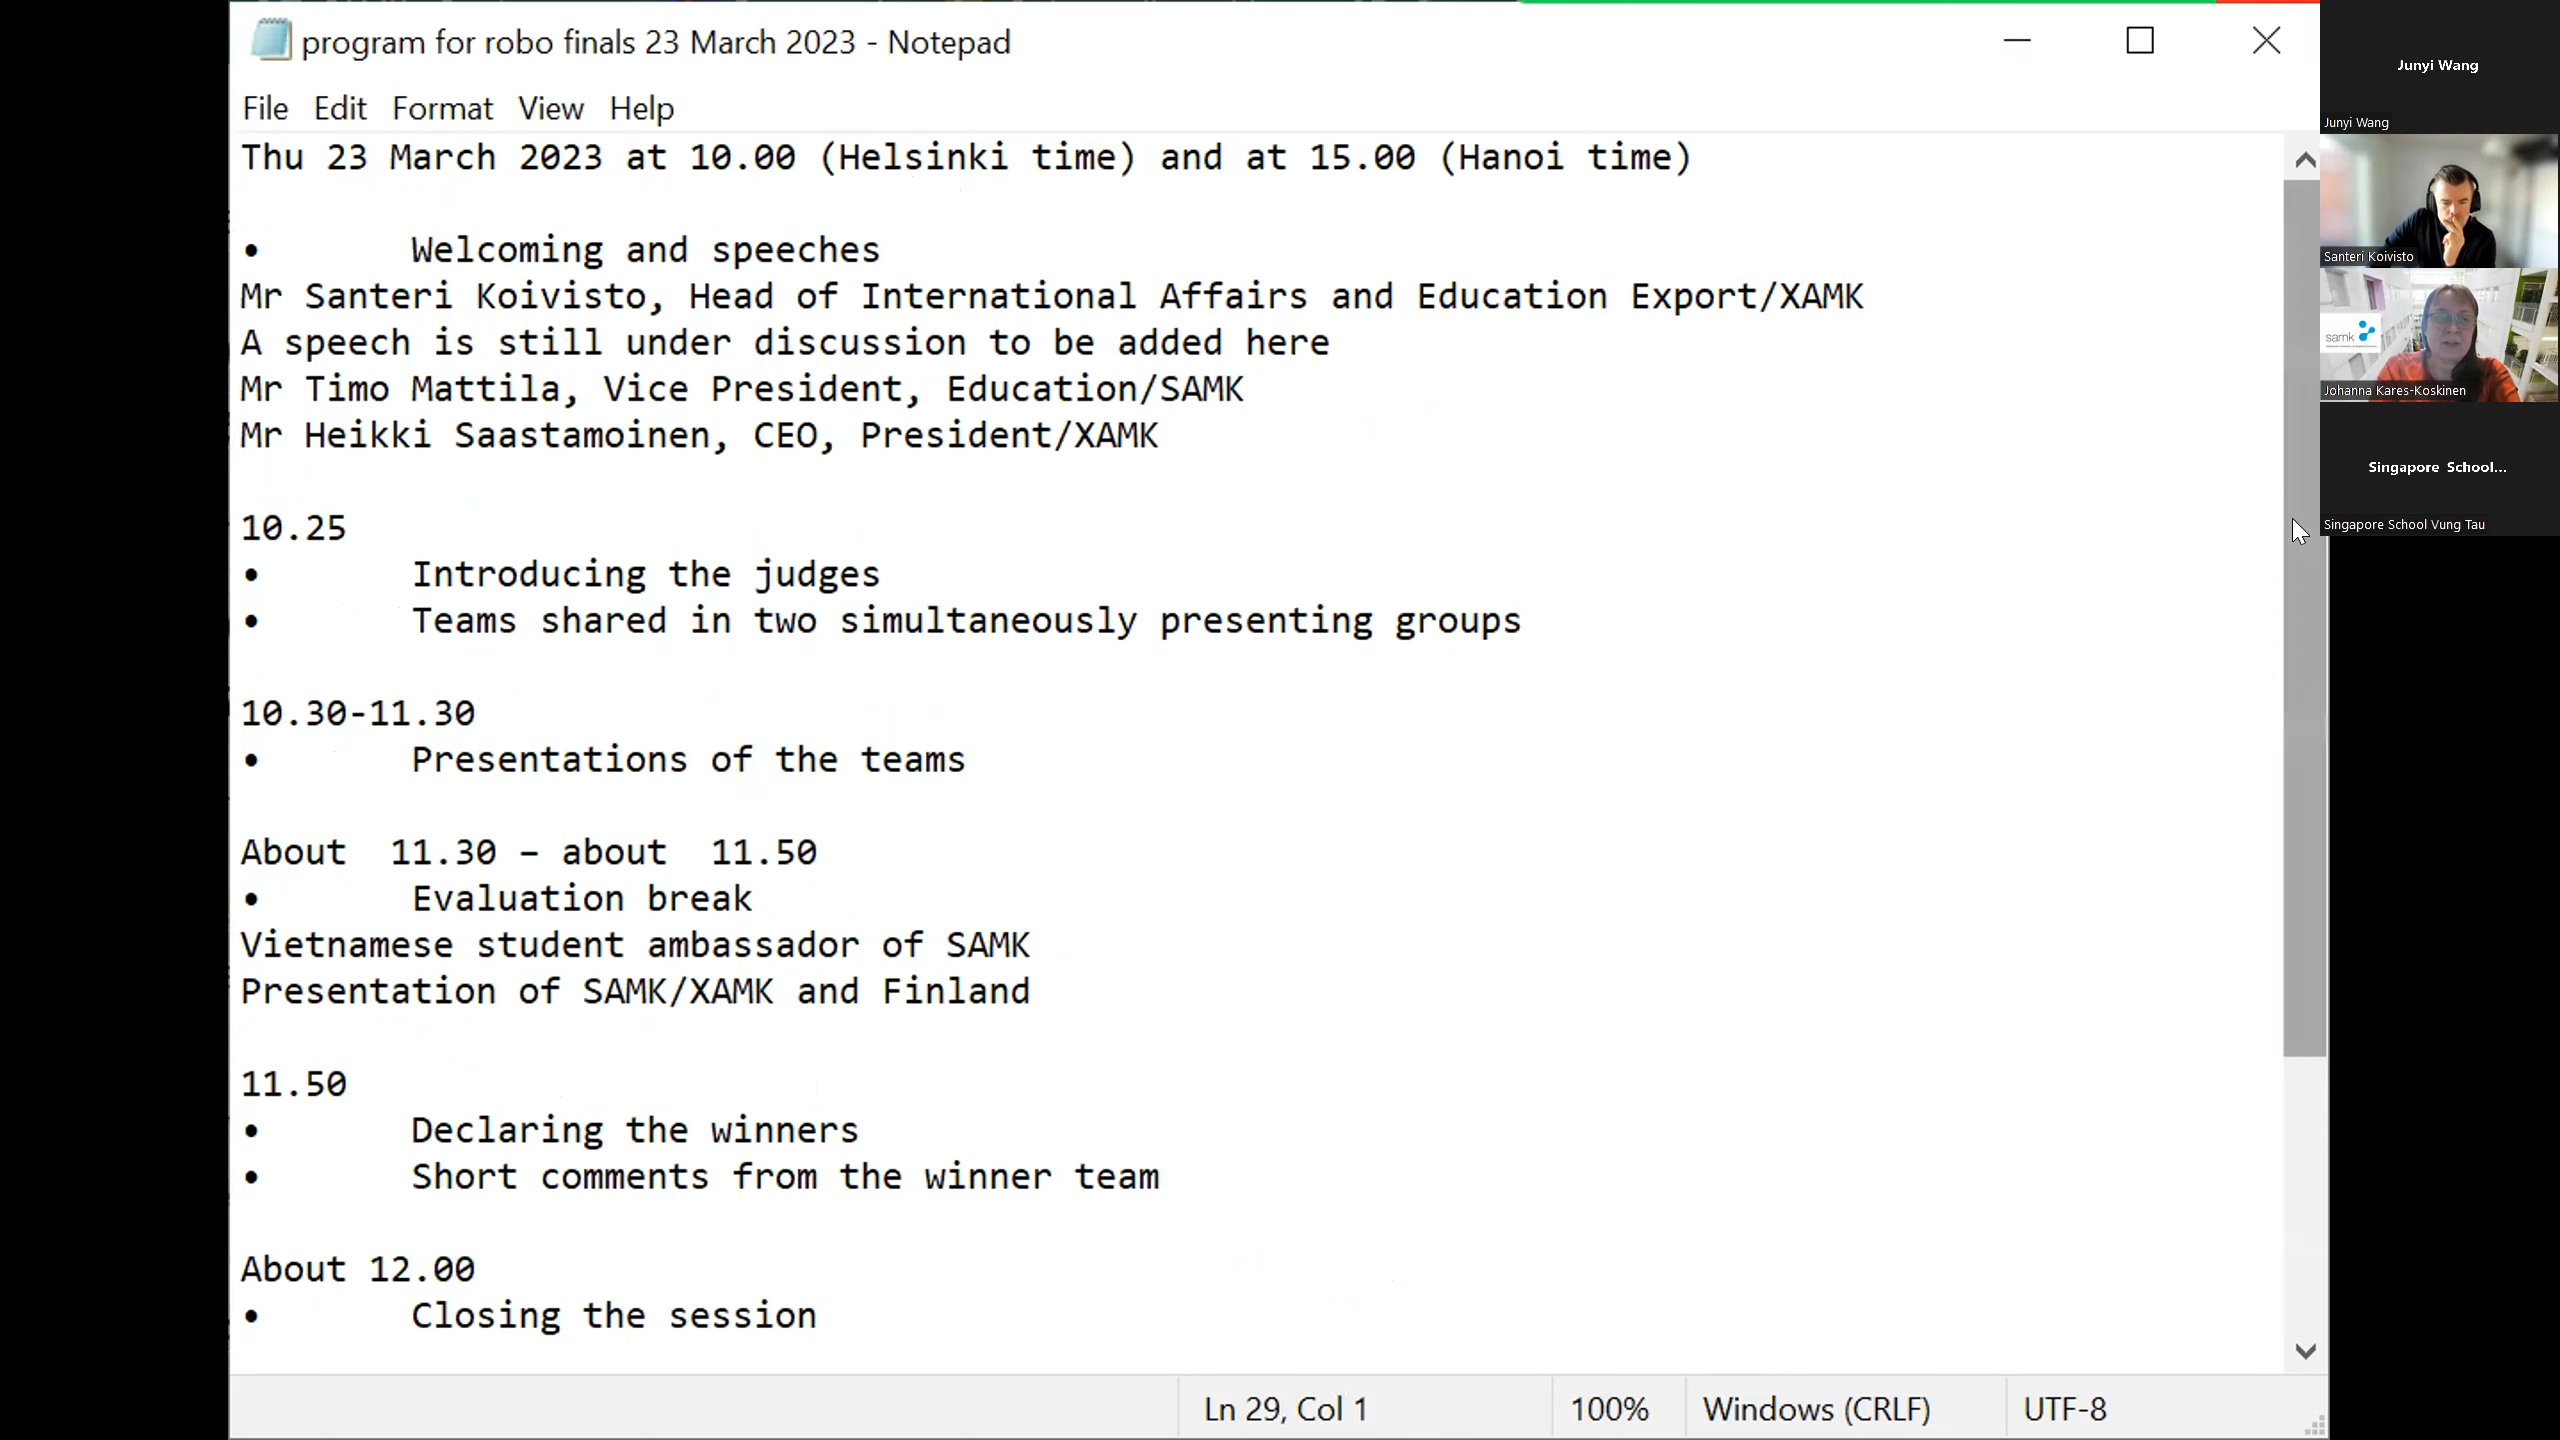 program for robo finals 23 March 2023 - Notepad
File Edit Format View Help
Thu 23 March 2023 at 10.00 (Helsinki time) and at 15.00 (Hanoi time)
• Welcoming and speeches
Mr Santeri Koivisto, Head of International Affairs and Education Export/XAMK
A speech is still under discussion to be added here
Mr Timo Mattila, Vice President, Education/SAMK
Mr Heikki Saastamoinen, CEO, President/XAMK
10.25
• Introducing the judges
• Teams shared in two simultaneously presenting groups
10.30-11.30
• Presentations of the teams
About 11.30 – about 11.50
• Evaluation break
Vietnamese student ambassador of SAMK
Presentation of SAMK/XAMK and Finland
11.50
• Declaring the winners
• Short comments from the winner team
About 12.00
• Closing the session
Ln 29, Col 1 100% Windows (CRLF) UTF-8
Junyi Wang
Junyi Wang
Santeri Koivisto
samk
Johanna Kares-Koskinen
Singapore School...
Singapore School Vung Tau